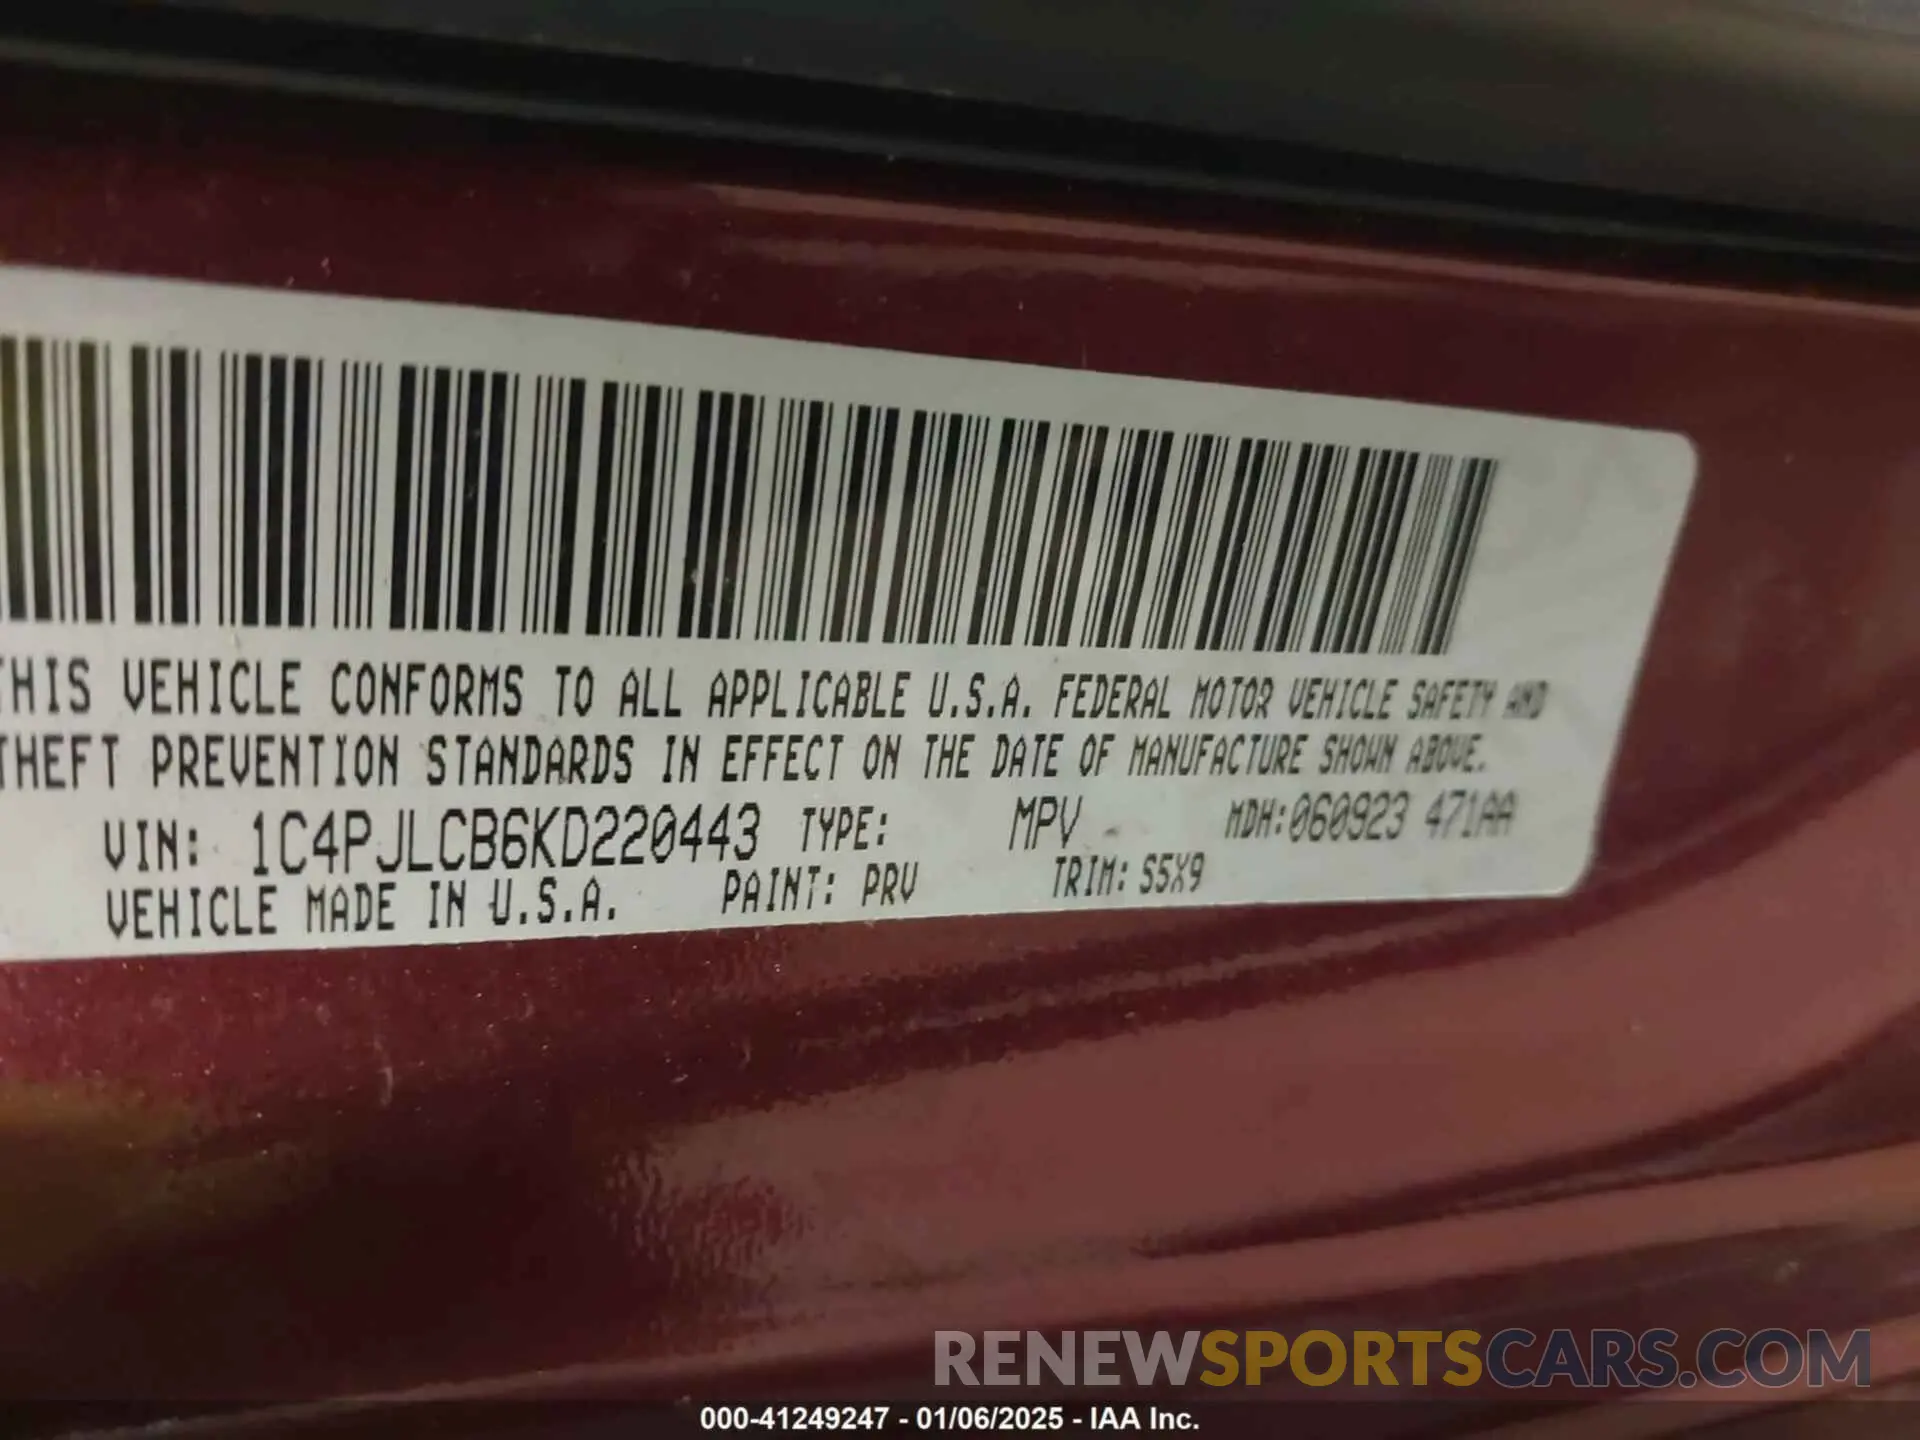 THIS VEHICLE CONFORMS TO ALL APPLICABLE U.S.A. FEDERAL MOTOR VEHICLE SAFETY AND
THEFT PREVENTION STANDARDS IN EFFECT ON THE DATE OF MANUFACTURE SHOWN ABOVE.
VIN: 1C4PJLCB6KD220443 TYPE: MPV MDH:060923 471AA
VEHICLE MADE IN U.S.A. PAINT: PRV TRIM: S5X9
RENEWSPORTSCARS.COM
000-41249247 - 01/06/2025 - IAA Inc.